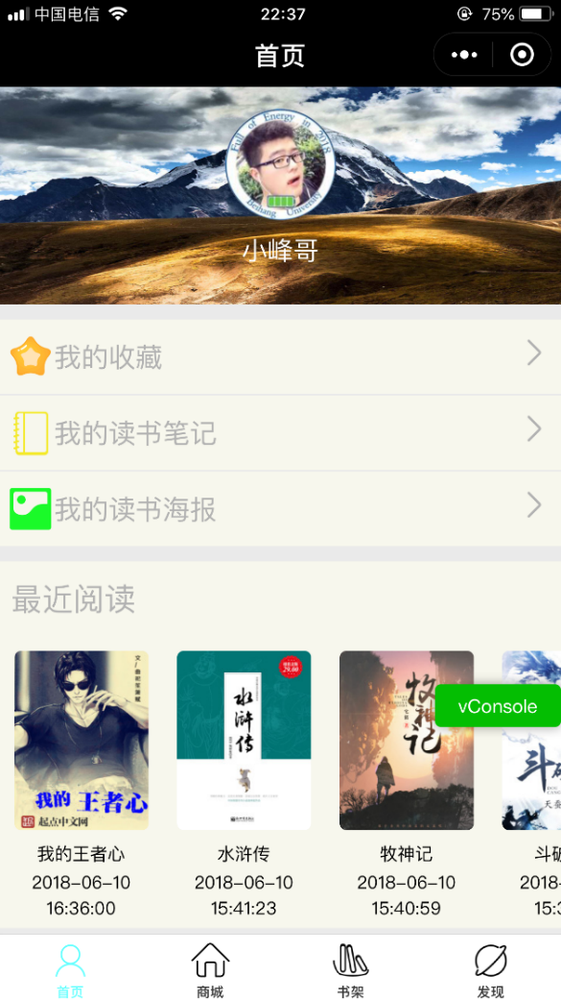 中国电信
22:37
75%
首页
Full of Energy in 2018
Beihang University
小峰哥
我的收藏
我的读书笔记
我的读书海报
最近阅读
我的 王者心
起点中文网
水浒传
29.00
牧神记
vConsole
斗破
我的王者心
水浒传
牧神记
斗破
2018-06-10
2018-06-10
2018-06-10
2018-
16:36:00
15:41:23
15:40:59
15:3
首页
商城
书架
发现